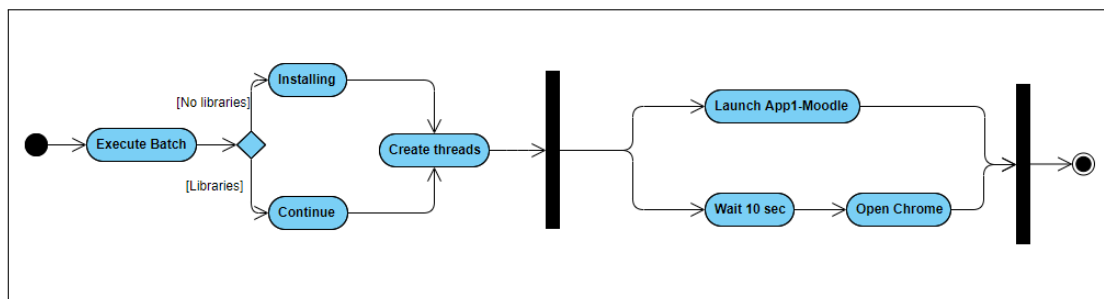 Execute Batch
[No libraries]
Installing
[Libraries]
Continue
Create threads
Launch App1-Moodle
Wait 10 sec
Open Chrome